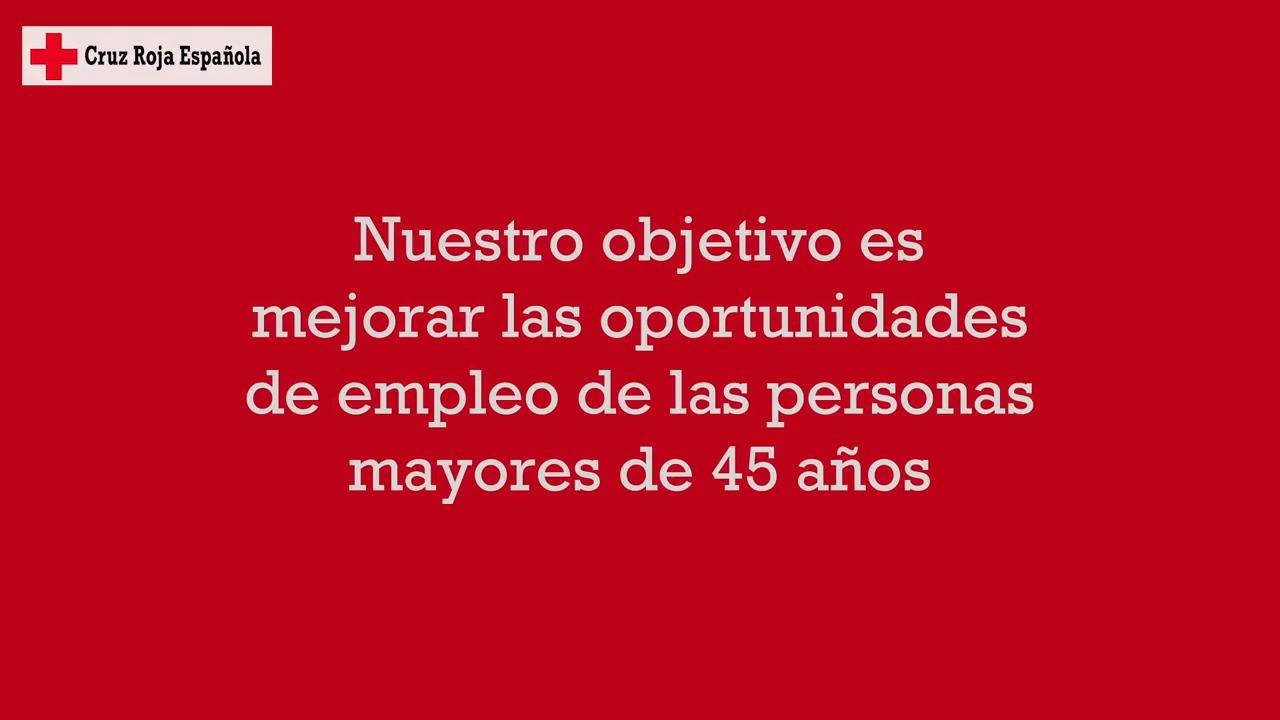 Cruz Roja Española
Nuestro objetivo es
mejorar las oportunidades
de empleo de las personas
mayores de 45 años